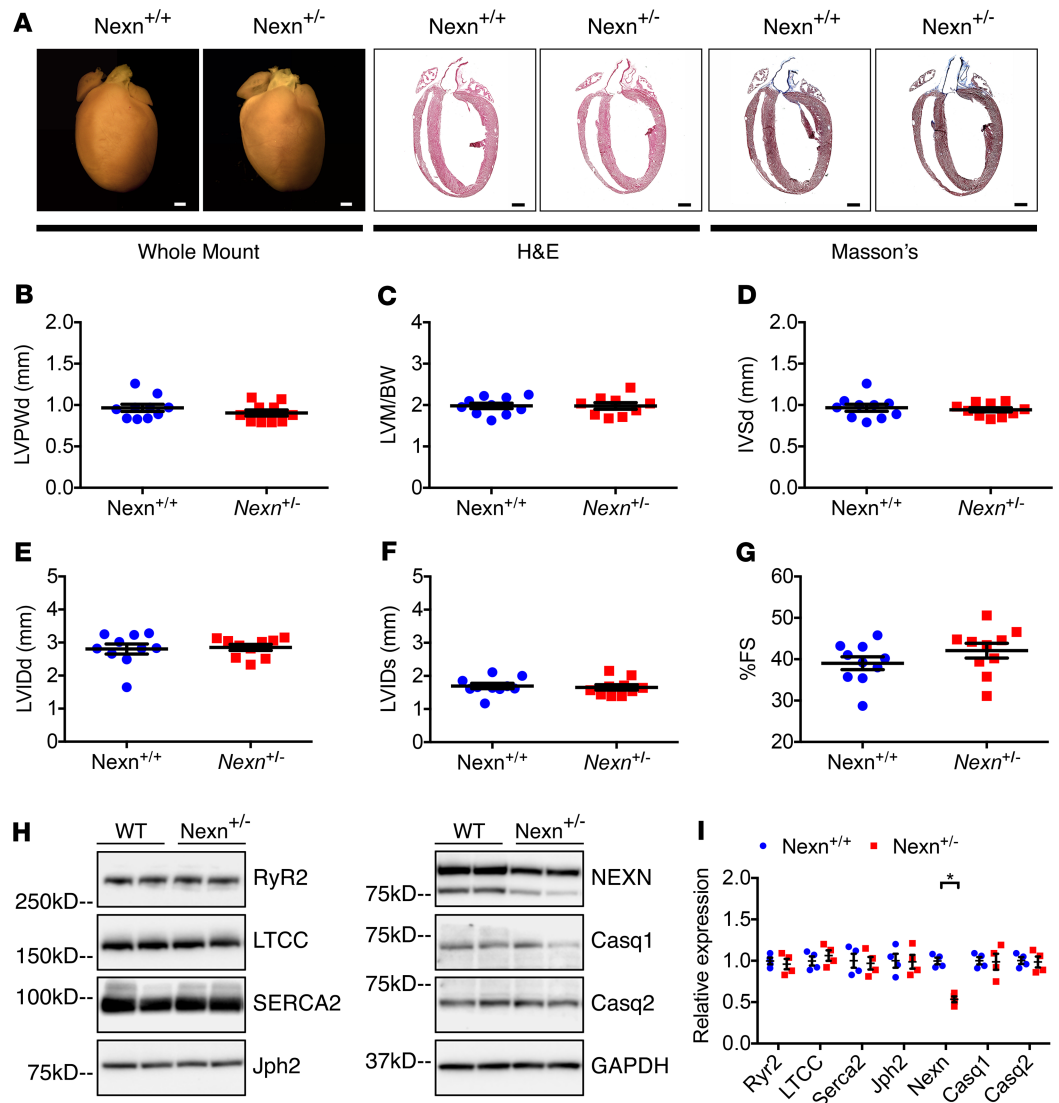 A
Nexn+/+ Nexn+/- Nexn+/+ Nexn+/- Nexn+/+ Nexn+/-
Whole Mount H&E Masson's
B
LVPWd (mm)
2.0
1.5
1.0
0.5
0.0
Nexn+/+ Nexn+/-
C
LVM/BW
4
3
2
1
0
Nexn+/+ Nexn+/-
D
IVSd (mm)
2.0
1.5
1.0
0.5
0.0
Nexn+/+ Nexn+/-
E
LVIDd (mm)
5
4
3
2
1
0
Nexn+/+ Nexn+/-
F
LVIDs (mm)
5
4
3
2
1
0
Nexn+/+ Nexn+/-
G
%FS
60
50
40
30
20
Nexn+/+ Nexn+/-
H
WT Nexn+/-
RyR2
250kD--
LTCC
150kD--
100kD--
SERCA2
Jph2
75kD--
WT Nexn+/-
NEXN
75kD--
75kD--
Casq1
75kD--
Casq2
37kD--
GAPDH
I
Nexn+/+ Nexn+/-
Relative expression
2.0
1.5
1.0
0.5
0.0
*
Ryr2
LTCC
Serca2
Jph2
Nexn
Casq1
Casq2